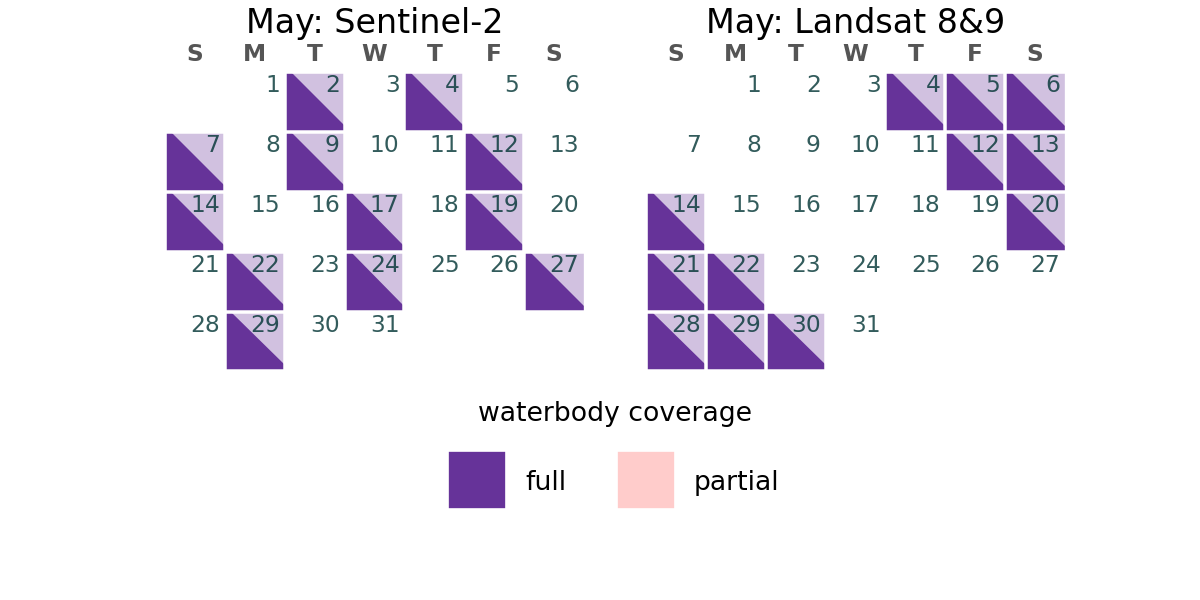 May: Sentinel-2
S M T W T F S
1 2 3 4 5 6
7 8 9 10 11 12 13
14 15 16 17 18 19 20
21 22 23 24 25 26 27
28 29 30 31
May: Landsat 8&9
S M T W T F S
1 2 3 4 5 6
7 8 9 10 11 12 13
14 15 16 17 18 19 20
21 22 23 24 25 26 27
28 29 30 31
waterbody coverage
full partial